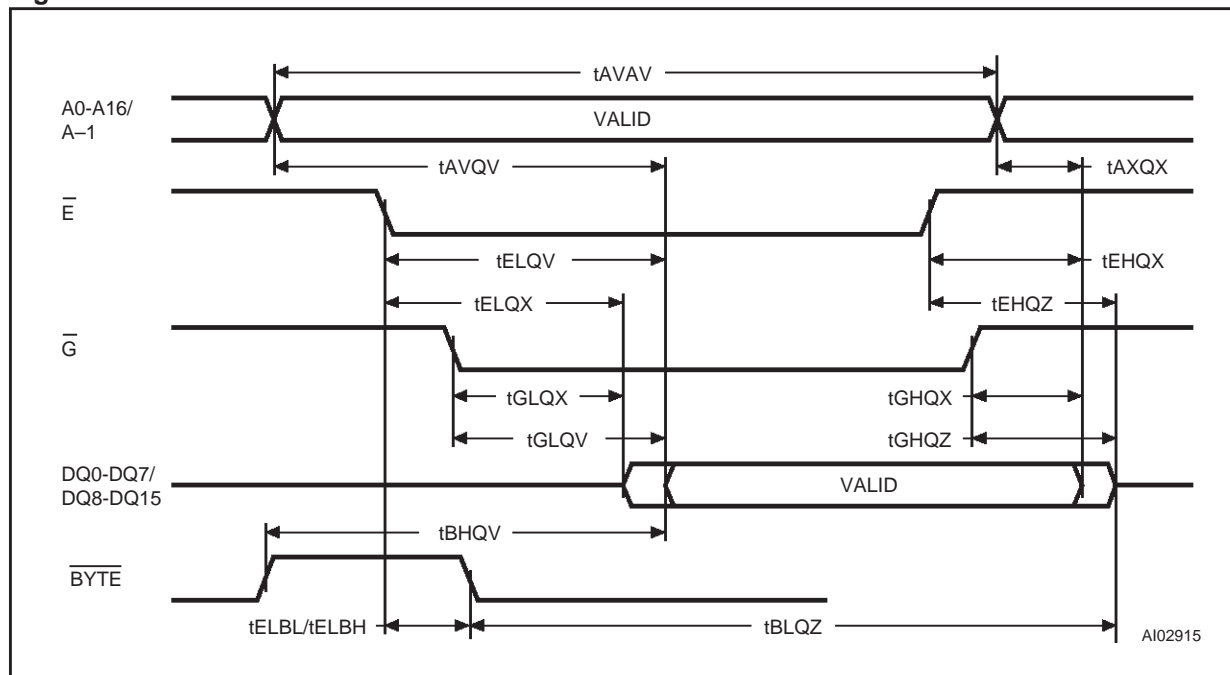 tAVAV
A0-A16/
A–1
VALID
tAVQV
tAXQX
E
tELQV
tEHQX
tELQX
tEHQZ
G
tGLQX
tGHQX
tGLQV
tGHQZ
DQ0-DQ7/
DQ8-DQ15
VALID
tBHQV
BYTE
tELBL/tELBH
tBLQZ
AI02915